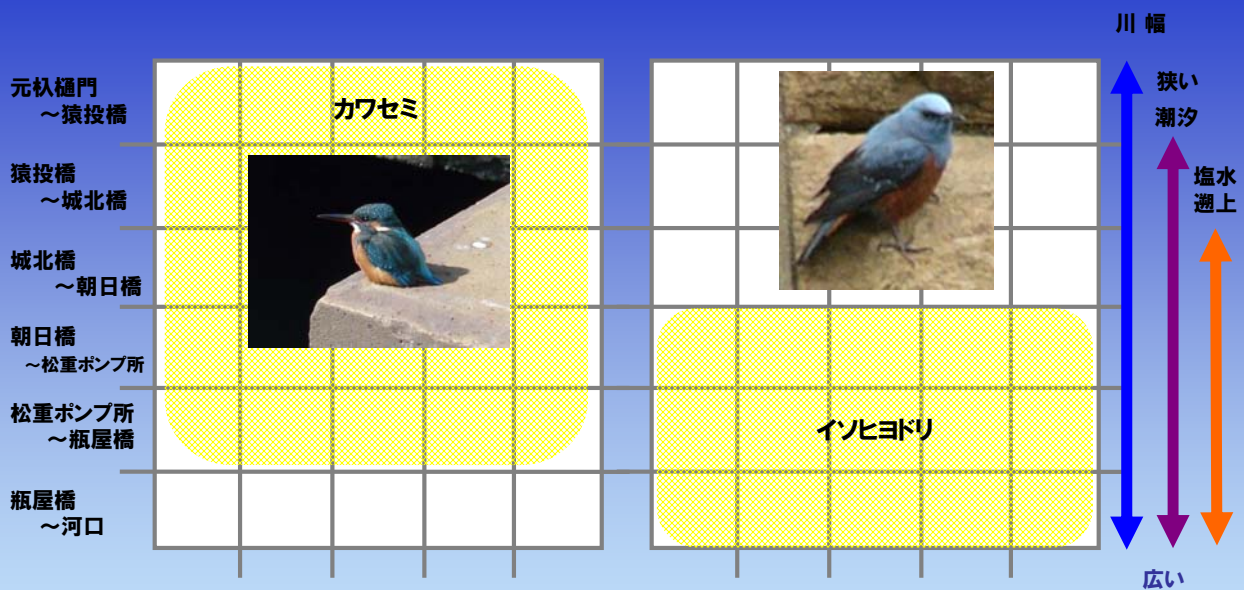 川 幅
元杁樋門
～猿投橋
猿投橋
～城北橋
城北橋
～朝日橋
朝日橋
～松重ポンプ所
松重ポンプ所
～瓶屋橋
瓶屋橋
～河口
カワセミ
イソヒヨドリ
狭い
潮汐
塩水
遡上
広い